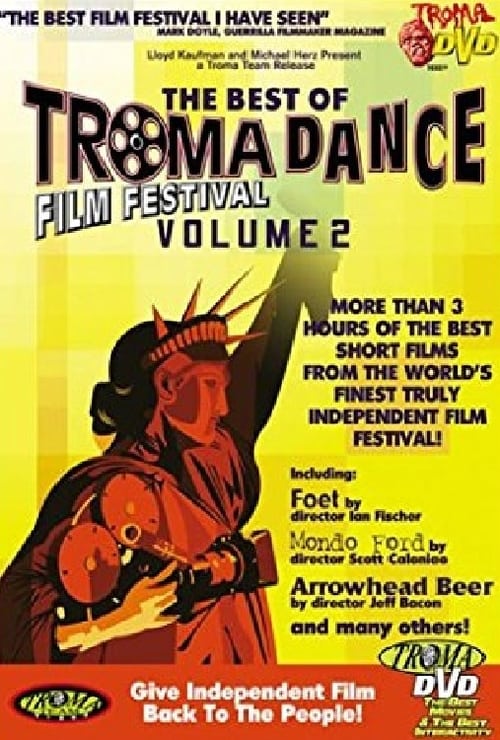 "THE BEST FILM FESTIVAL I HAVE SEEN"
MARK DOYLE, GUERRILLA FILMMAKER MAGAZINE
TROMA
DVD
Lloyd Kaufman and Michael Herz Present
a Troma Team Release
THE BEST OF
TROMADANCE
FILM FESTIVAL
VOLUME 2
MORE THAN 3
HOURS OF THE BEST
SHORT FILMS
FROM THE WORLD'S
FINEST TRULY
INDEPENDENT FILM
FESTIVAL!
Including:
Foet by
director Ian Fischer
Mondo Ford by
director Scott Calonico
Arrowhead Beer
by director Jeff Bacon
and many others!
TROMA
DVD
THE BEST
MOVIES
& THE BEST
INTERACTIVITY
TROMA
Give Independent Film
Back To The People!